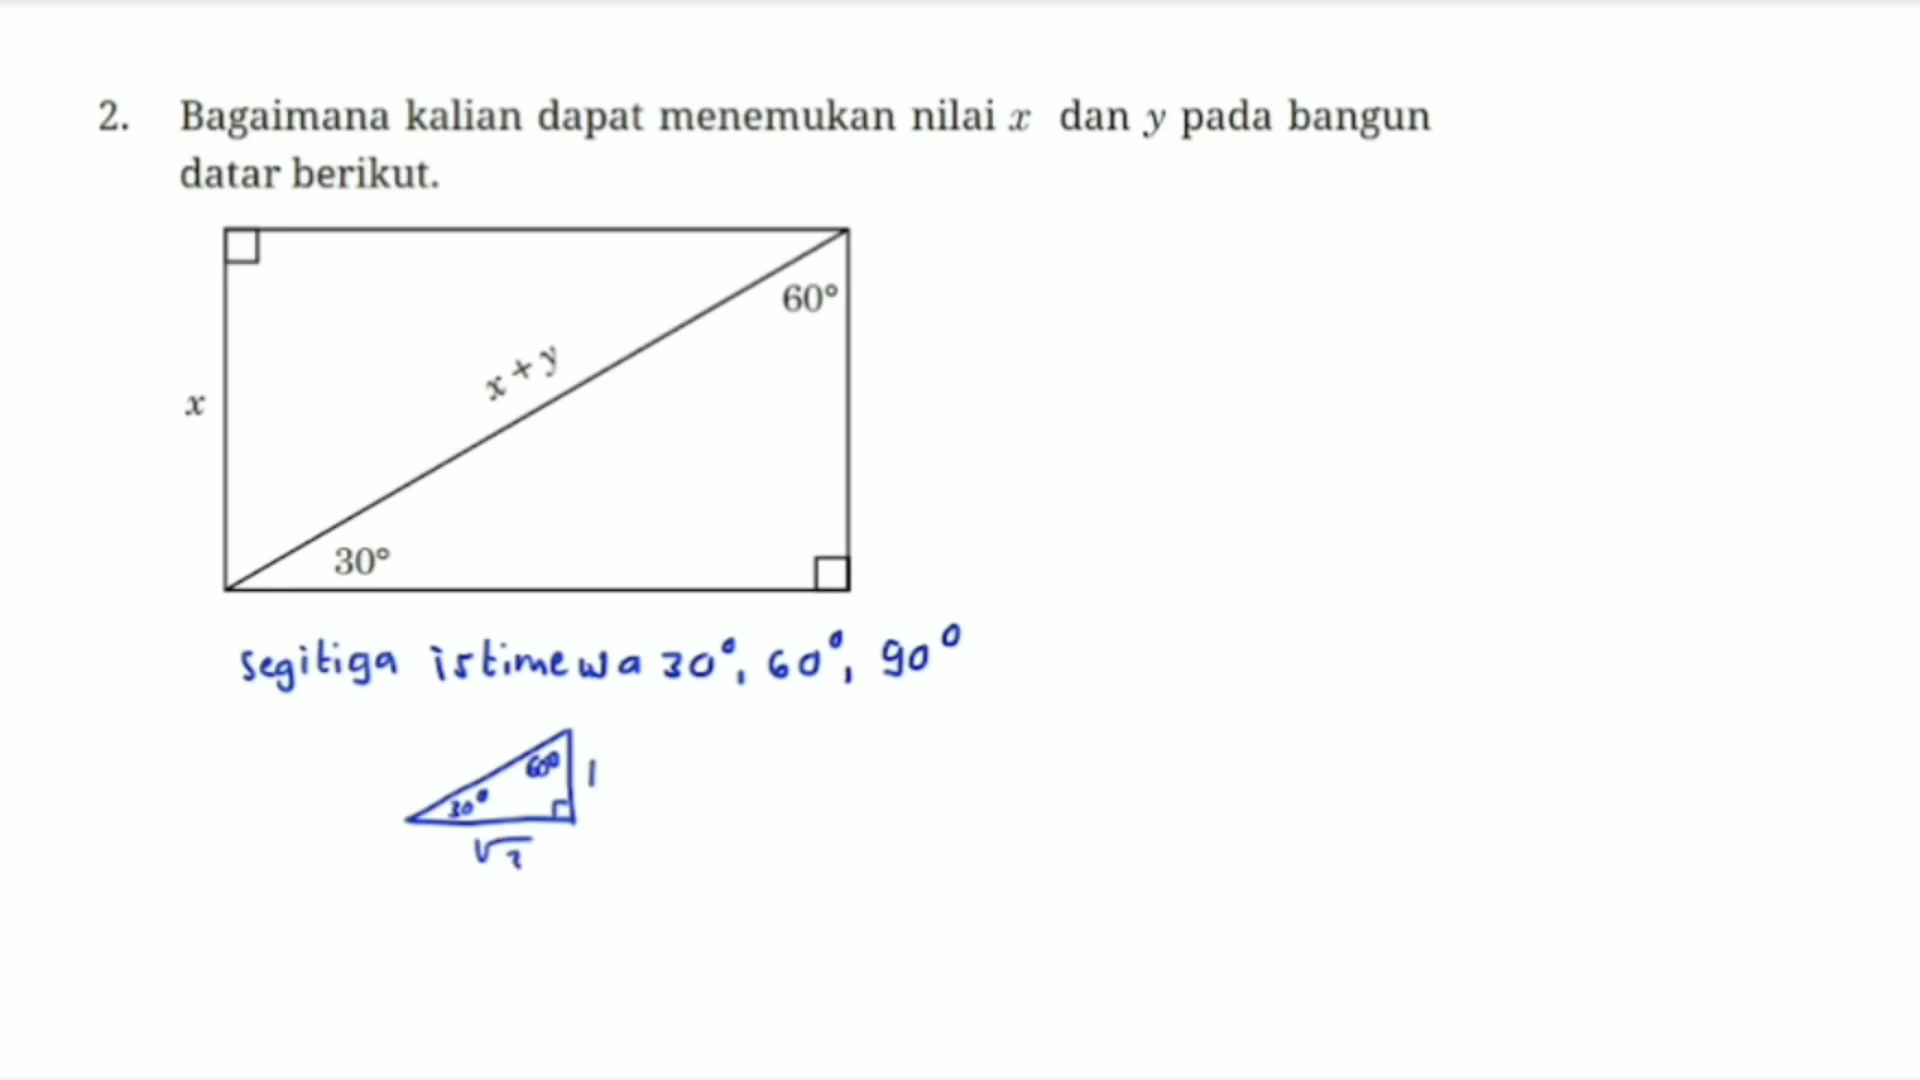 2. Bagaimana kalian dapat menemukan nilai x dan y pada bangun
datar berikut.
60°
x + y
x
30°
segitiga istimewa 30°, 60°, 90°
60°
1
30°
√3